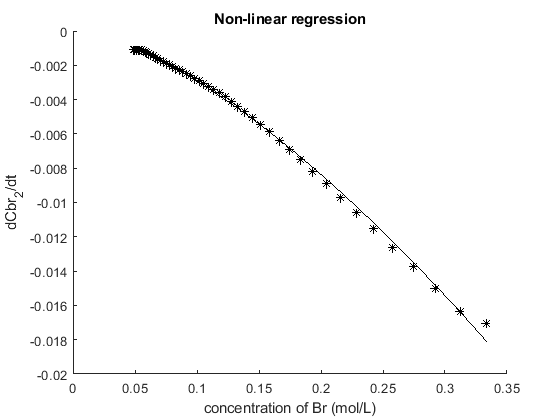 Non-linear regression
0
-0.002
-0.004
-0.006
-0.008
-0.01
-0.012
-0.014
-0.016
-0.018
-0.02
dCbr₂/dt
0 0.05 0.1 0.15 0.2 0.25 0.3 0.35
concentration of Br (mol/L)